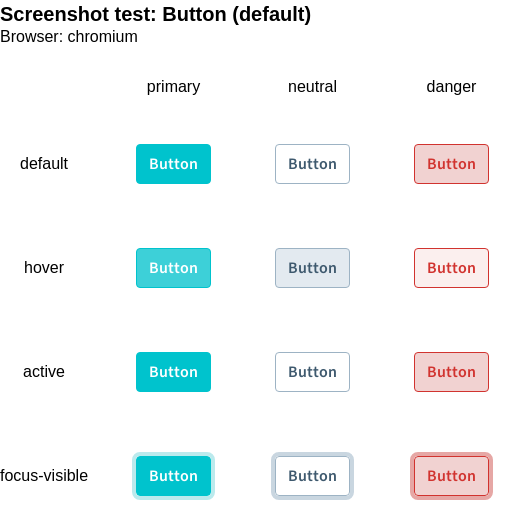 Screenshot test: Button (default)
Browser: chromium
primary neutral danger
default Button Button Button
hover Button Button Button
active Button Button Button
focus-visible Button Button Button